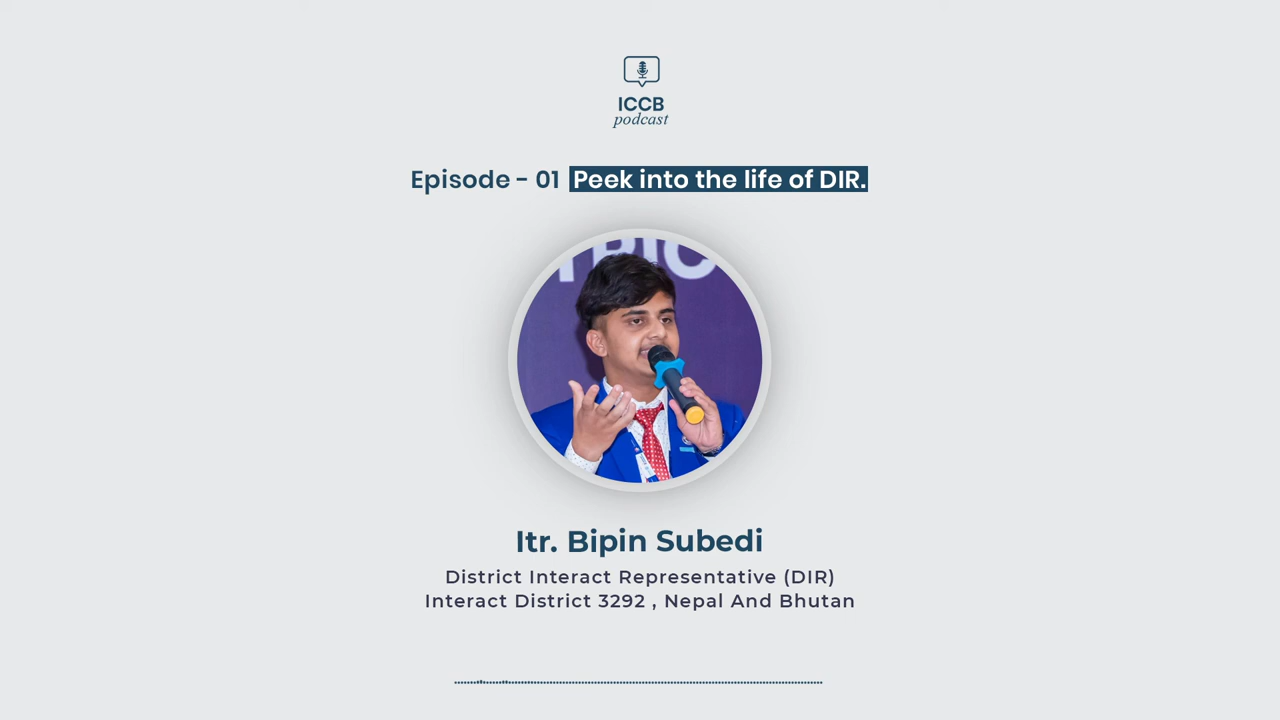 ICCB
podcast
Episode - 01 Peek into the life of DIR.
TRIC
Itr. Bipin Subedi
District Interact Representative (DIR)
Interact District 3292 , Nepal And Bhutan